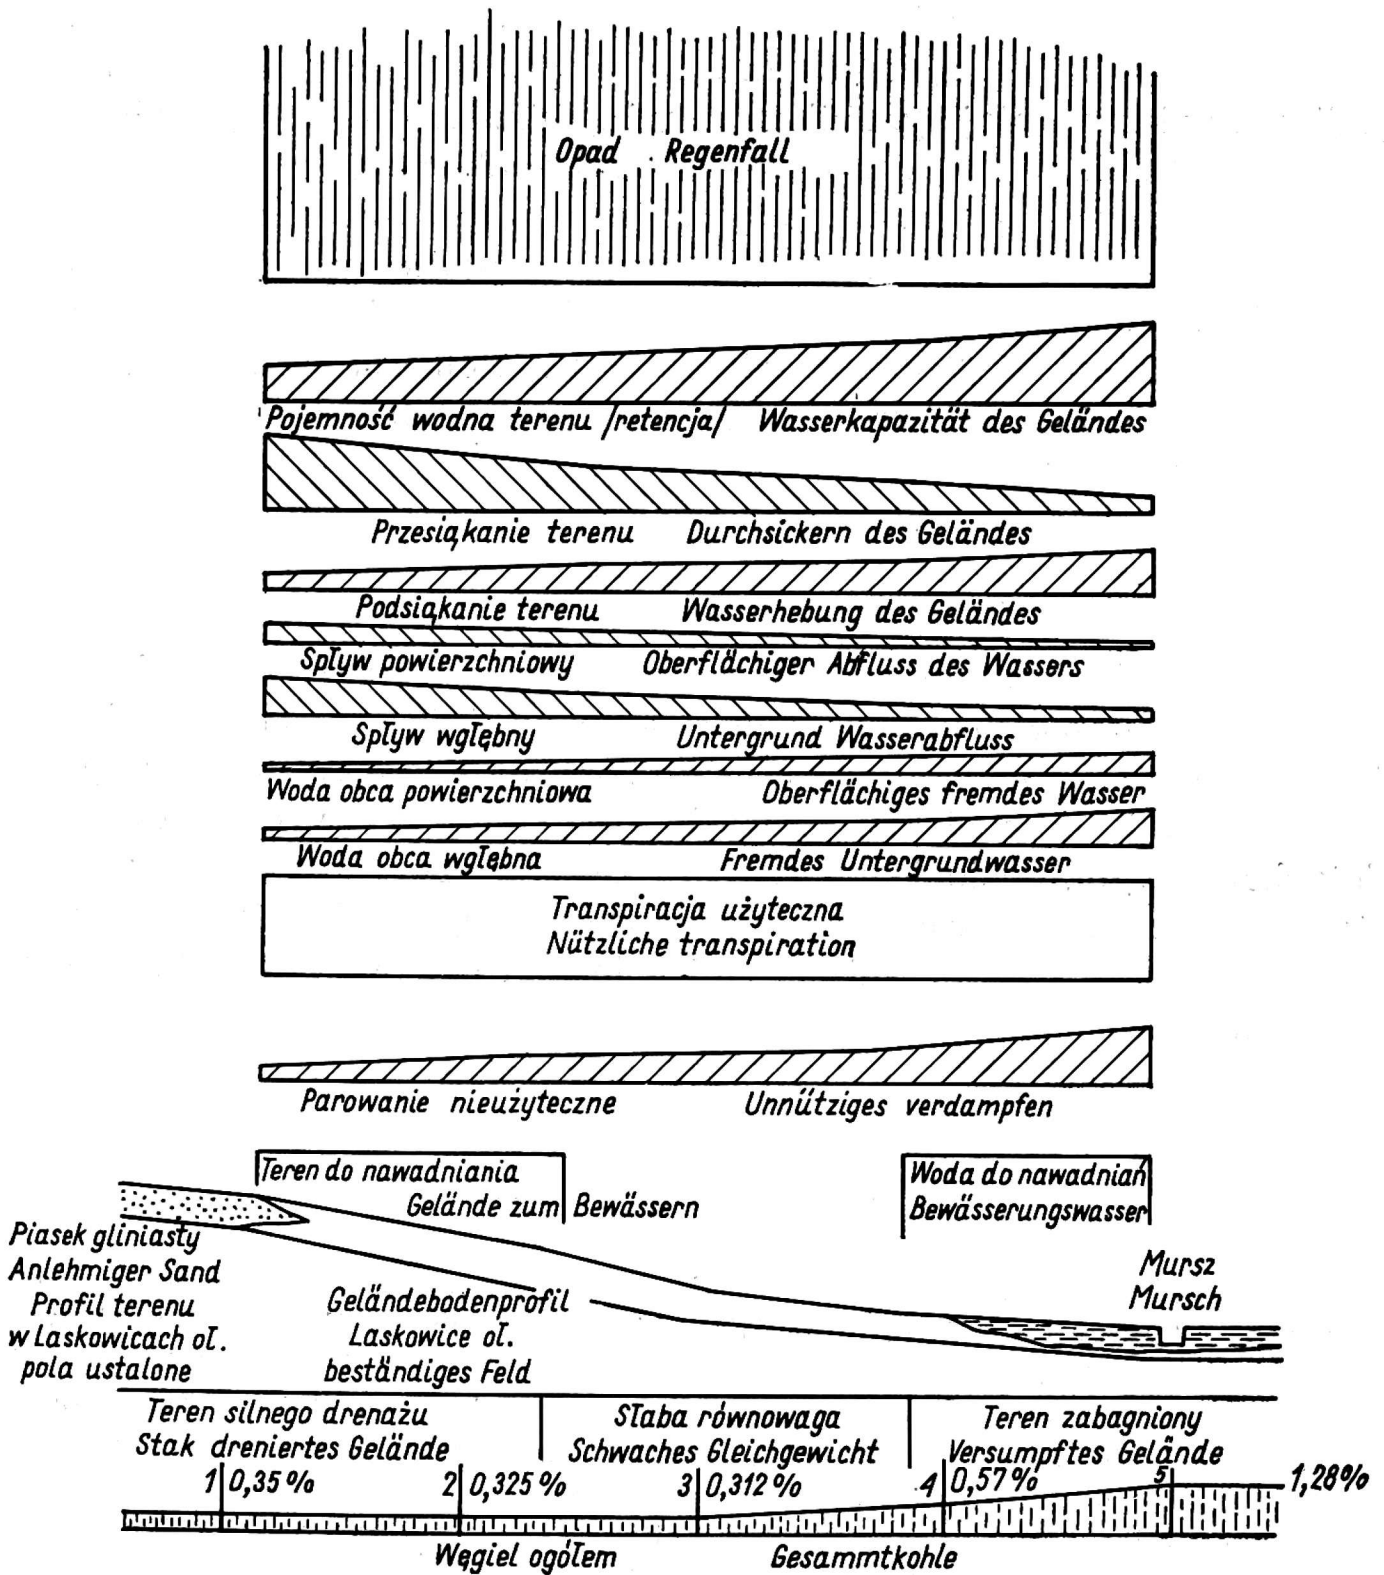 Opad . Regenfall
Pojemność wodna terenu /retencja/ Wasserkapazität des Geländes
Przesiąkanie terenu Durchsickern des Geländes
Podsiąkanie terenu Wasserhebung des Geländes
Spływ powierzchniowy Oberflächiger Abfluss des Wassers
Spływ wgłębny Untergrund Wasserabfluss
Woda obca powierzchniowa Oberflächiges fremdes Wasser
Woda obca wgłębna Fremdes Untergrundwasser
Transpiracja użyteczna
Nützliche transpiration
Parowanie nieużyteczne Unnütziges verdampfen
Teren do nawadniania
Gelände zum Bewässern
Woda do nawadniań
Bewässerungswasser
Piasek gliniasty
Anlehmiger Sand
Profil terenu
w Laskowicach oł.
pola ustalone
Geländebodenprofil
Laskowice oł.
beständiges Feld
Mursz
Mursch
Teren silnego drenażu
Stak dreniertes Gelände
Słaba równowaga
Schwaches Gleichgewicht
Teren zabagniony
Versumpftes Gelände
1 0,35% 2 0,325% 3 0,312% 4 0,57% 5 1,28%
Węgiel ogółem Gesammtkohle